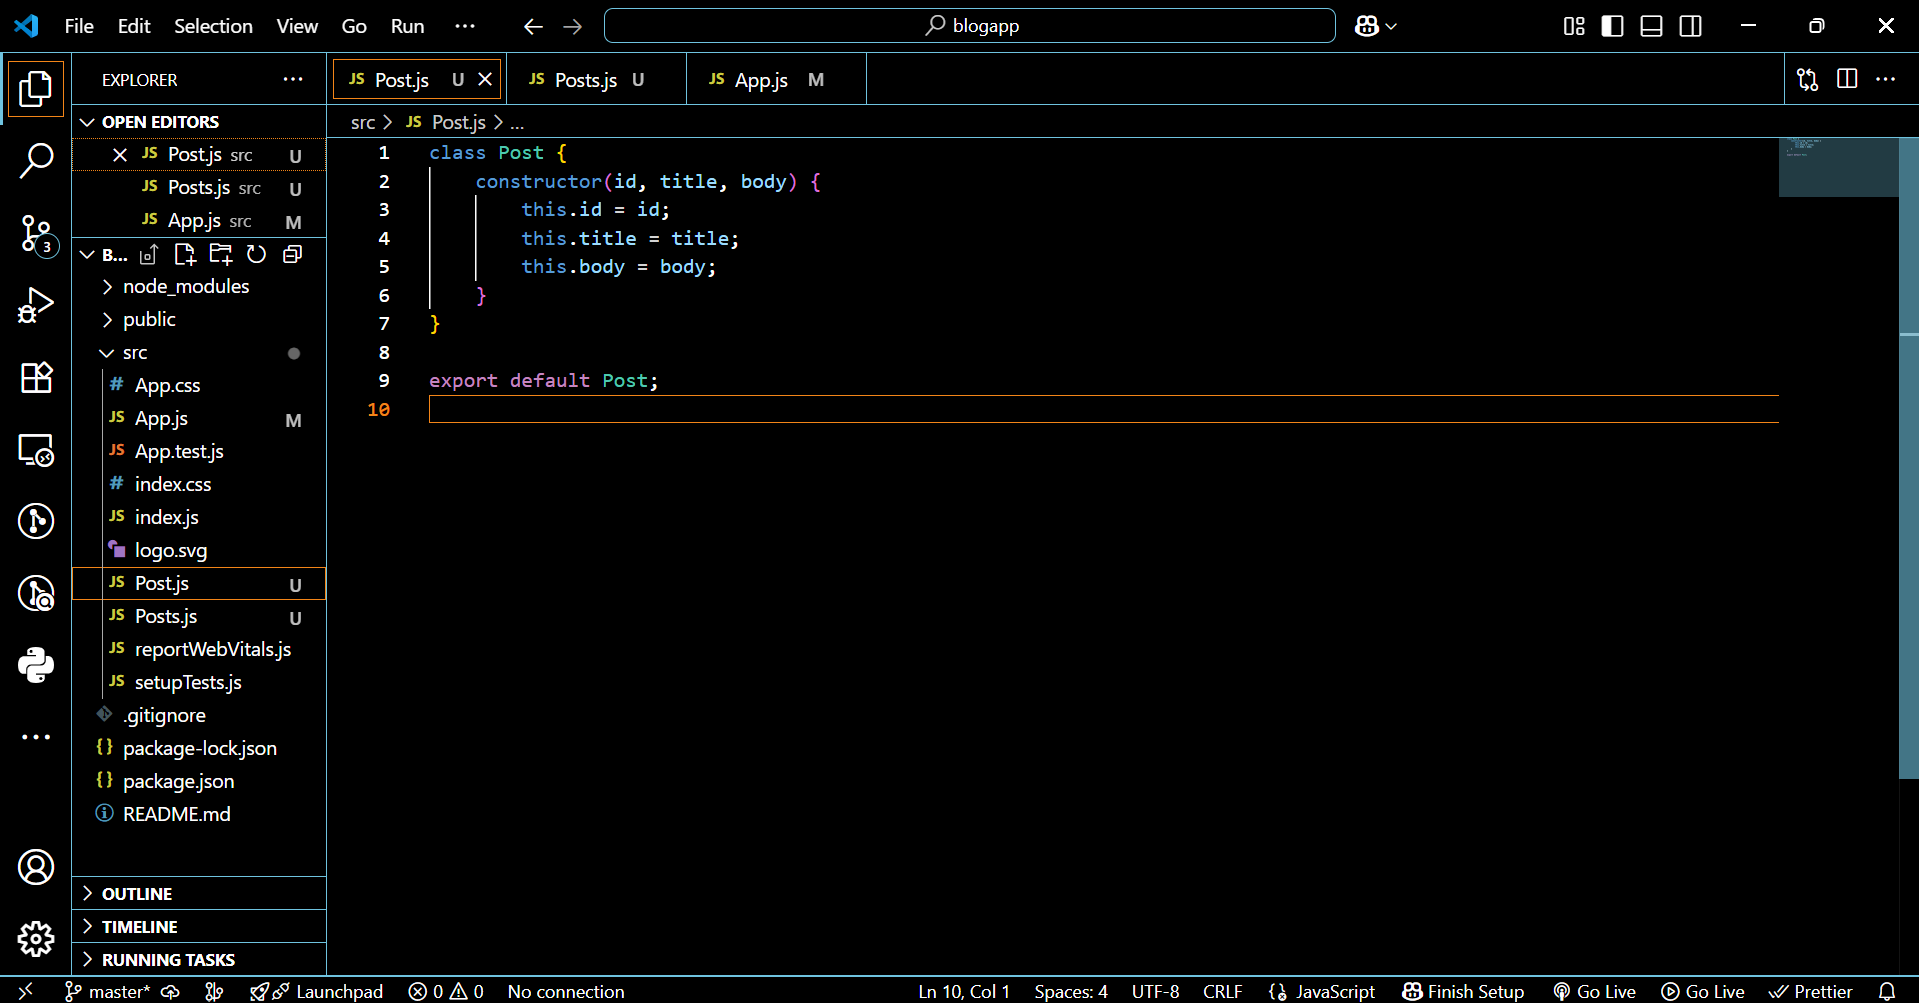 File Edit Selection View Go Run ··· blogapp
EXPLORER ···
JS Post.js U
JS Posts.js U
JS App.js M
···
OPEN EDITORS
JS Post.js src U
JS Posts.js src U
JS App.js src M
3
B...
node_modules
public
src
# App.css
JS App.js M
JS App.test.js
# index.css
JS index.js
logo.svg
JS Post.js U
JS Posts.js U
JS reportWebVitals.js
JS setupTests.js
.gitignore
{} package-lock.json
{} package.json
README.md
···
OUTLINE
TIMELINE
RUNNING TASKS
src > JS Post.js > ...
1 class Post {
2 constructor(id, title, body) {
3 this.id = id;
4 this.title = title;
5 this.body = body;
6 }
7 }
8
9 export default Post;
10
master* Launchpad 0 0 No connection Ln 10, Col 1 Spaces: 4 UTF-8 CRLF JavaScript Finish Setup Go Live Go Live Prettier